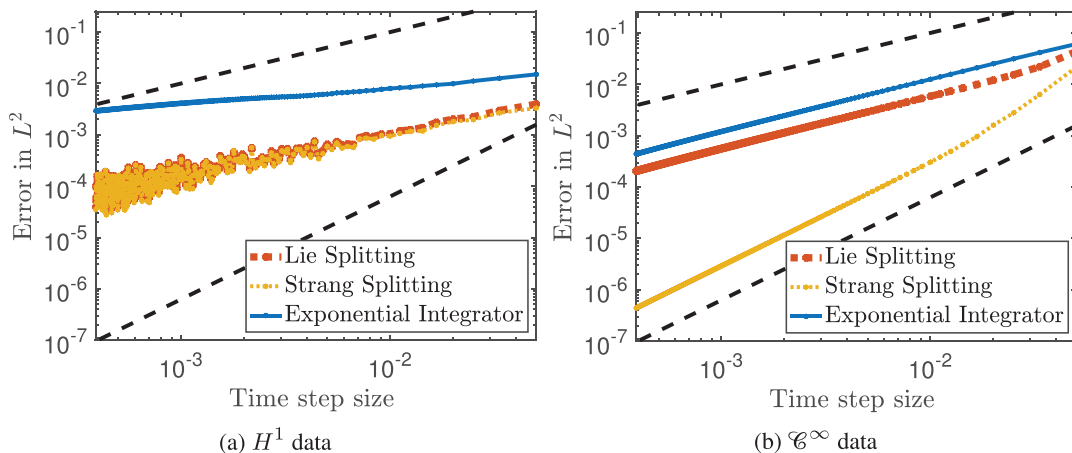 10^-1
10^-2
10^-3
10^-4
10^-5
10^-6
10^-7
Error in L^2
Lie Splitting
Strang Splitting
Exponential Integrator
10^-3
10^-2
Time step size
(a) H^1 data
10^-1
10^-2
10^-3
10^-4
10^-5
10^-6
10^-7
Error in L^2
Lie Splitting
Strang Splitting
Exponential Integrator
10^-3
10^-2
Time step size
(b) 𝒞^∞ data